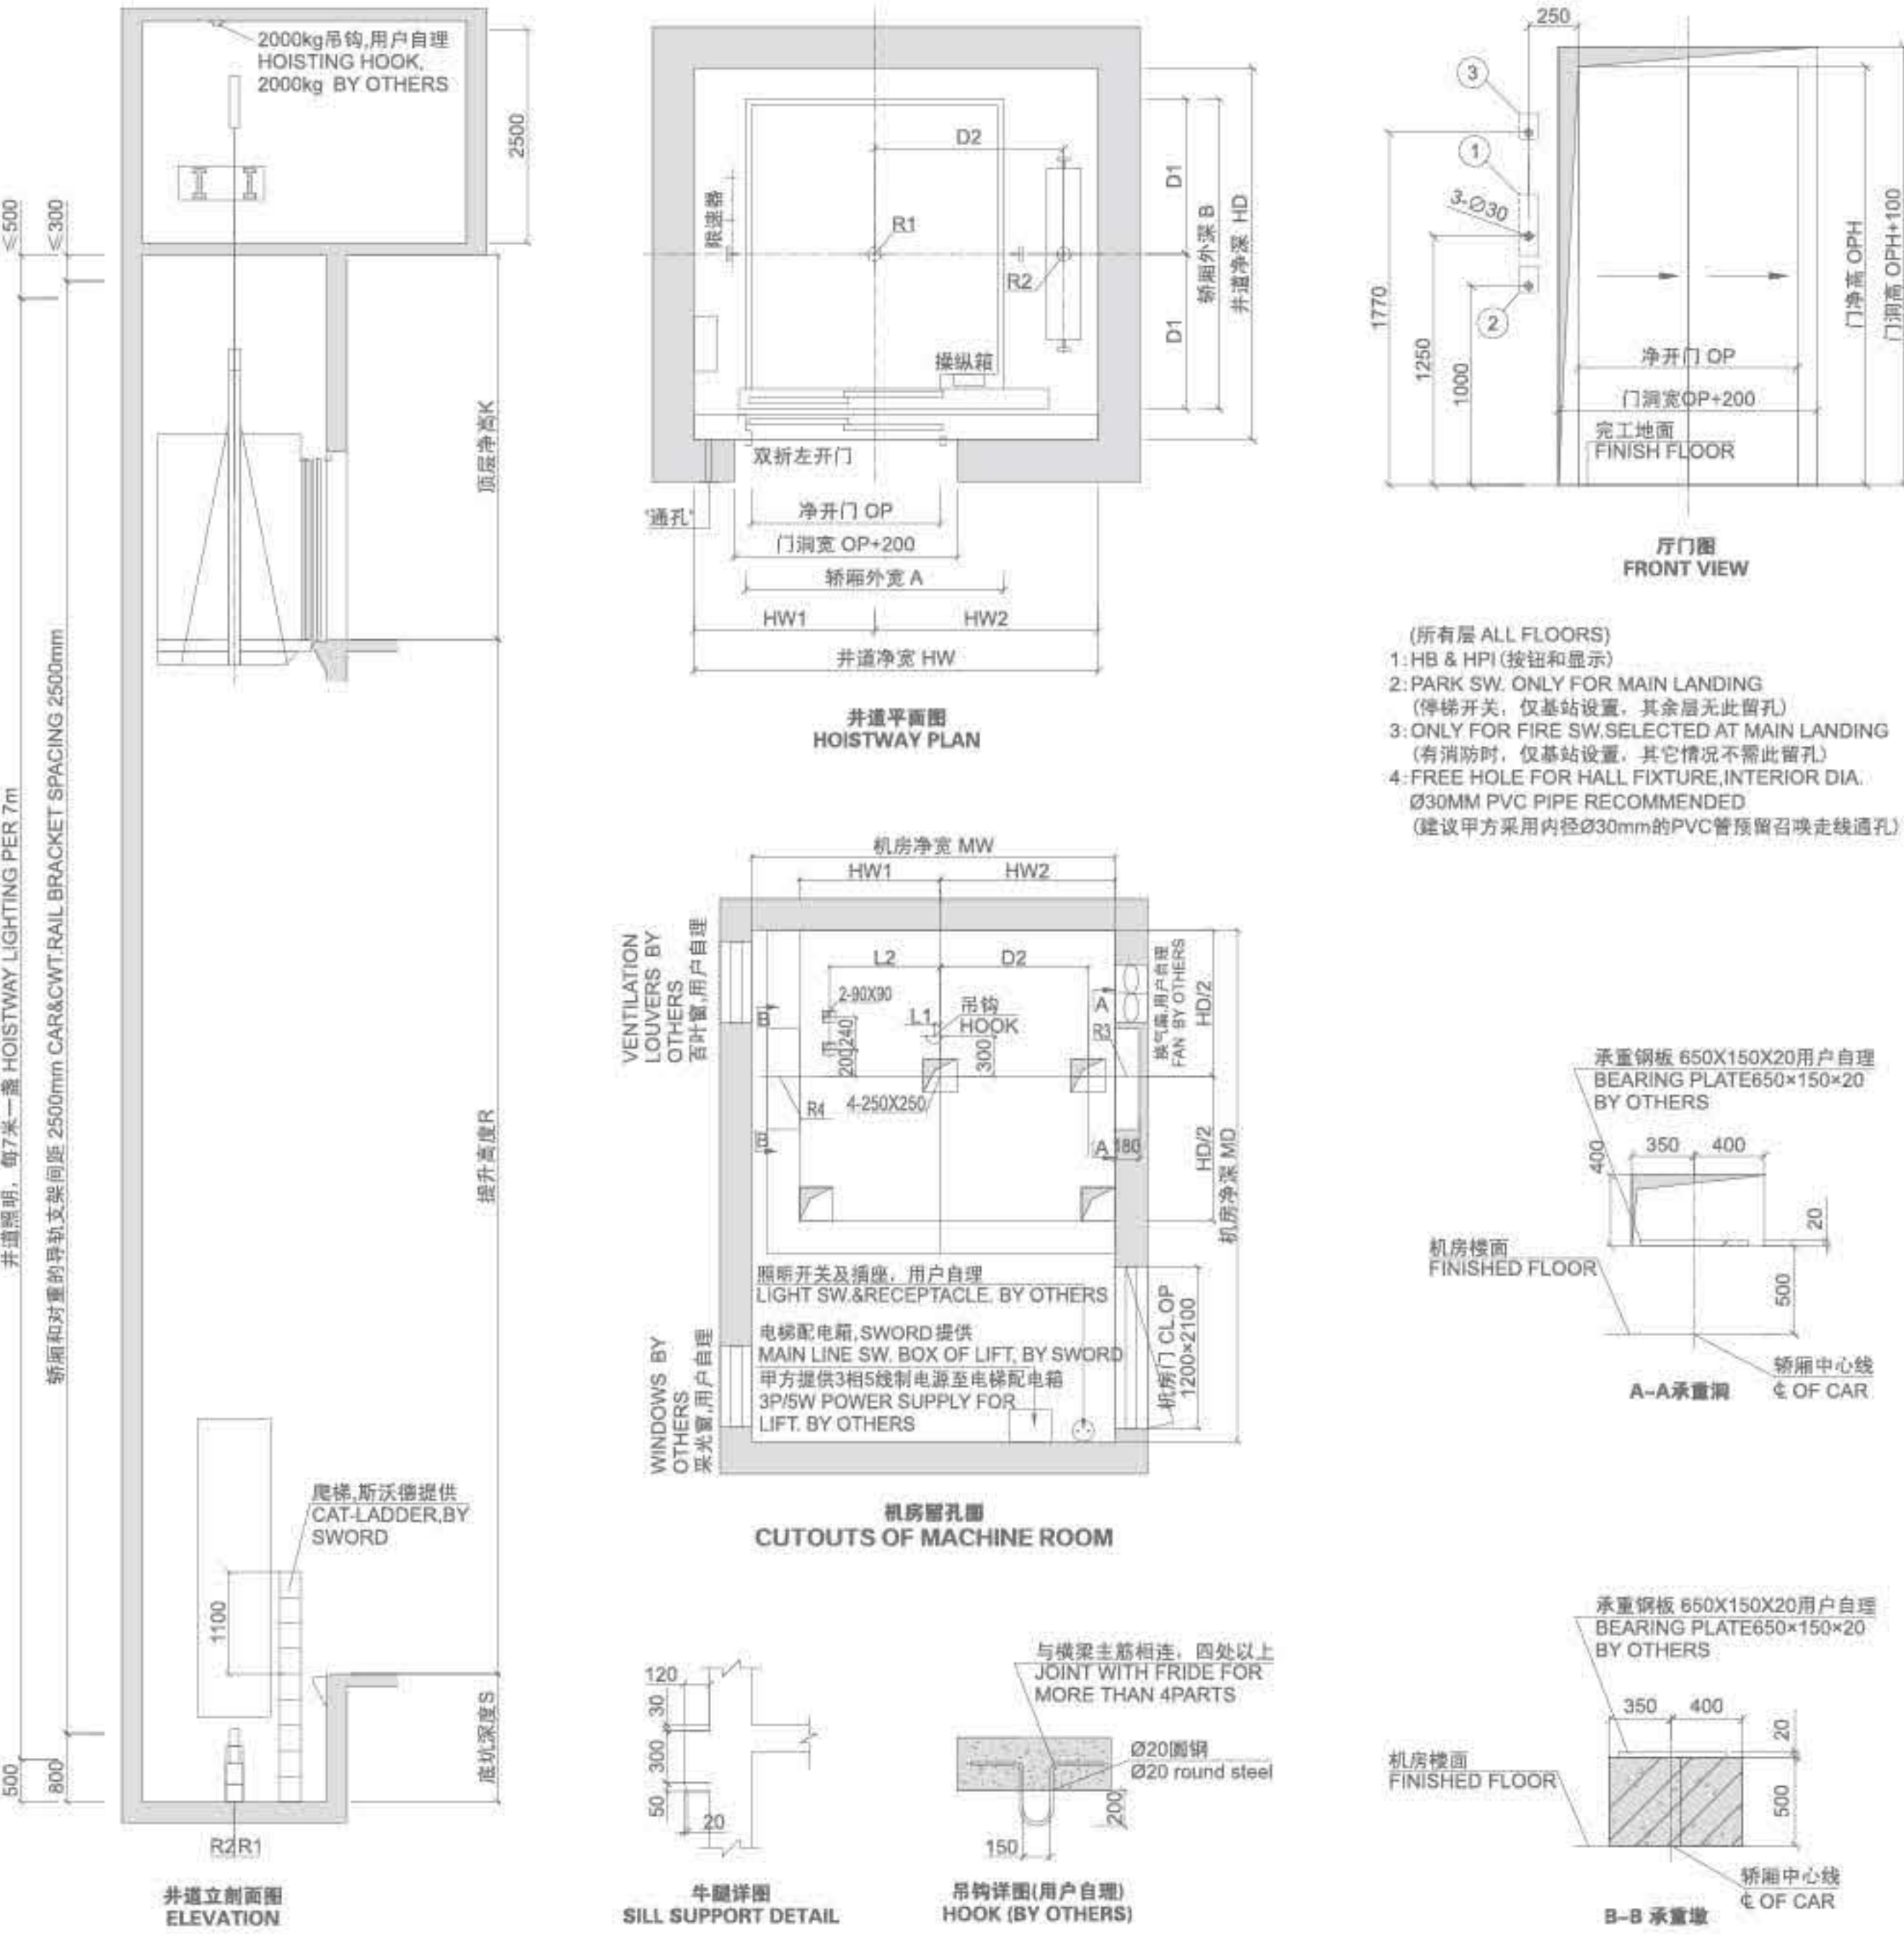 2000kg吊钩,用户自理
HOISTING HOOK,
2000kg BY OTHERS
2500
≤500
≤300
顶层净高K
井道照明，每7米一盏 HOISTWAY LIGHTING PER 7m
轿厢和对重的导轨支架间距 2500mm CAR&CWT.RAIL BRACKET SPACING 2500mm
提升高度R
爬梯,斯沃德提供
CAT-LADDER,BY
SWORD
1100
底坑深度S
500
800
R2R1
井道立剖面图
ELEVATION
D2
限速器
R1
R2
D1
D1
轿厢外深 B
井道净深 HD
操纵箱
双折左开门
"通孔"
净开门 OP
门洞宽 OP+200
轿厢外宽 A
HW1
HW2
井道净宽 HW
井道平面图
HOISTWAY PLAN
250
3
1
3-Ø30
2
1770
1250
1000
门净高 OPH
门洞高 OPH+100
净开门 OP
门洞宽OP+200
完工地面
FINISH FLOOR
厅门图
FRONT VIEW
(所有层 ALL FLOORS)
1:HB & HPI(按钮和显示)
2:PARK SW. ONLY FOR MAIN LANDING
(停梯开关，仅基站设置，其余层无此留孔)
3:ONLY FOR FIRE SW.SELECTED AT MAIN LANDING
(有消防时，仅基站设置，其它情况不需此留孔)
4:FREE HOLE FOR HALL FIXTURE,INTERIOR DIA.
Ø30MM PVC PIPE RECOMMENDED
(建议甲方采用内径Ø30mm的PVC管预留召唤走线通孔)
机房净宽 MW
HW1
HW2
VENTILATION
LOUVERS BY
OTHERS
百叶窗,用户自理
L2
D2
2-90X90
B
240
200
L1
吊钩
HOOK
300
A
R3
换气扇,用户自理
FAN BY OTHERS
HD/2
R4
4-250X250
B
A
180
HD/2
机房净深 MD
照明开关及插座，用户自理
LIGHT SW.&RECEPTACLE. BY OTHERS
电梯配电箱,SWORD提供
MAIN LINE SW. BOX OF LIFT, BY SWORD
甲方提供3相5线制电源至电梯配电箱
3P/5W POWER SUPPLY FOR
LIFT. BY OTHERS
WINDOWS BY
OTHERS
采光窗,用户自理
机房门 CL.OP
1200×2100
机房留孔图
CUTOUTS OF MACHINE ROOM
承重钢板 650X150X20用户自理
BEARING PLATE650×150×20
BY OTHERS
400
350
400
20
机房楼面
FINISHED FLOOR
500
轿厢中心线
℄ OF CAR
A-A承重洞
120
30
300
50
20
牛腿详图
SILL SUPPORT DETAIL
与横梁主筋相连，四处以上
JOINT WITH FRIDE FOR
MORE THAN 4PARTS
Ø20圆钢
Ø20 round steel
200
150
吊钩详图(用户自理)
HOOK (BY OTHERS)
承重钢板 650X150X20用户自理
BEARING PLATE650×150×20
BY OTHERS
350
400
20
机房楼面
FINISHED FLOOR
500
轿厢中心线
℄ OF CAR
B-B 承重墩